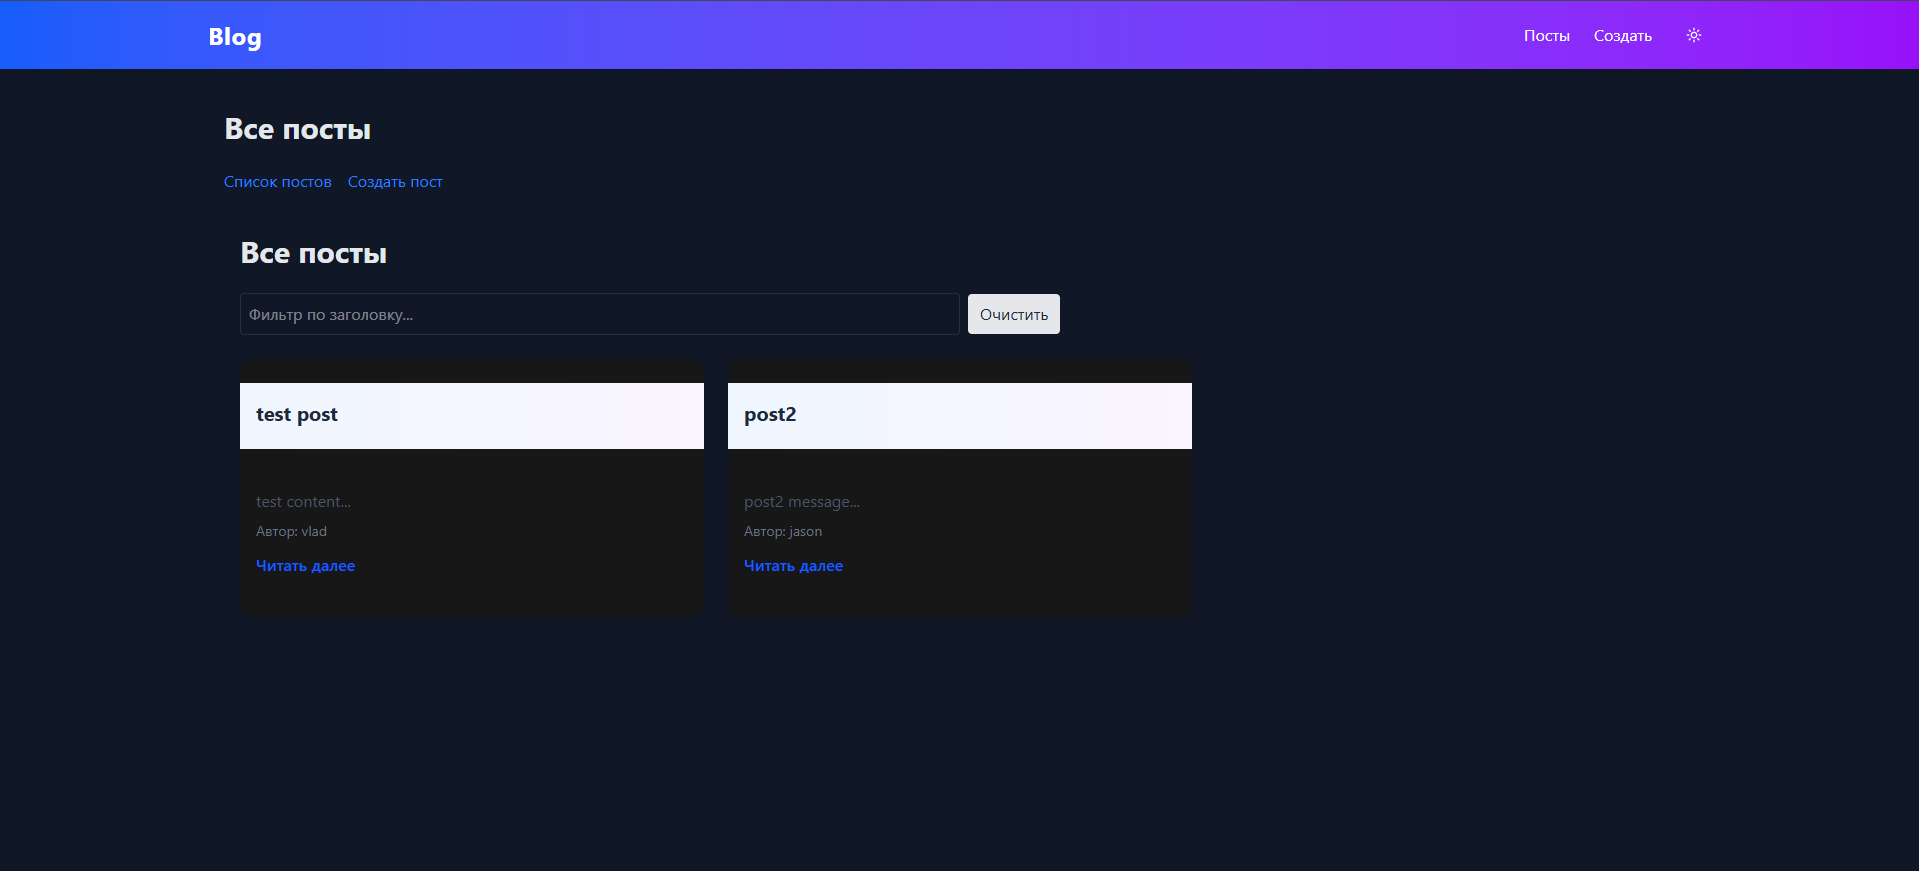 Blog
Посты Создать
Все посты
Список постов Создать пост
Все посты
Фильтр по заголовку... Очистить
test post
test content...
Автор: vlad
Читать далее
post2
post2 message...
Автор: jason
Читать далее